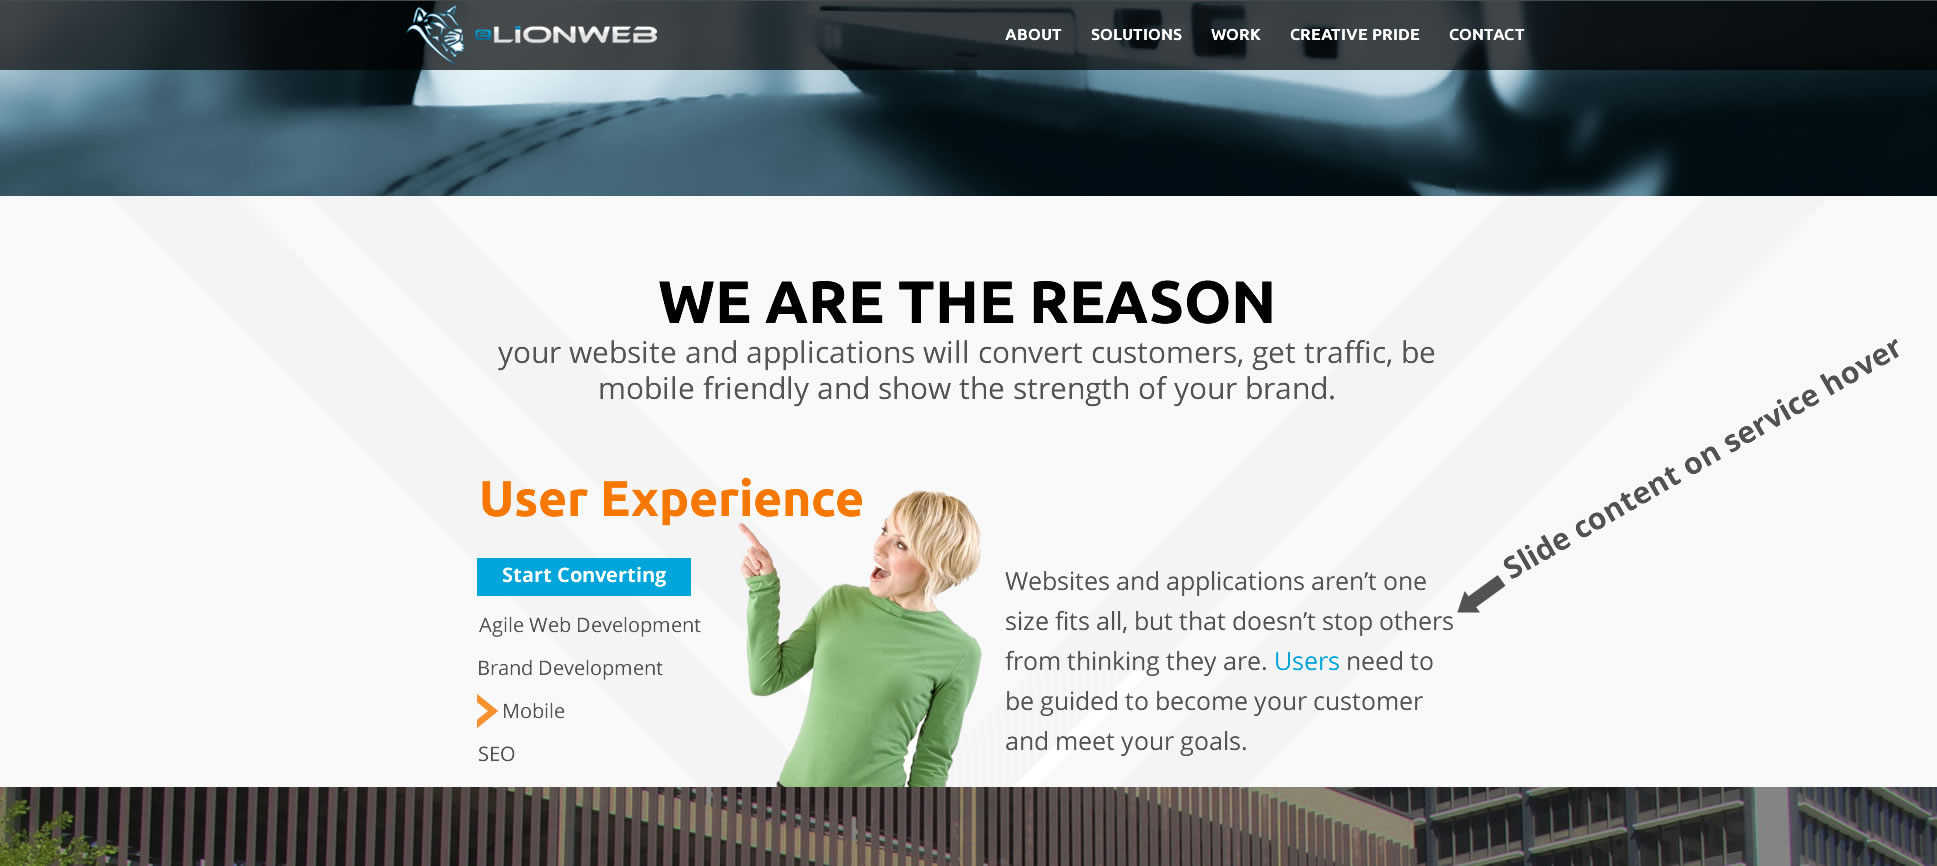 eLiONWEB
ABOUT SOLUTIONS WORK CREATIVE PRIDE CONTACT
WE ARE THE REASON
your website and applications will convert customers, get traffic, be
mobile friendly and show the strength of your brand.
User Experience
Start Converting
Agile Web Development
Brand Development
Mobile
SEO
Websites and applications aren’t one
size fits all, but that doesn’t stop others
from thinking they are. Users need to
be guided to become your customer
and meet your goals.
Slide content on service hover